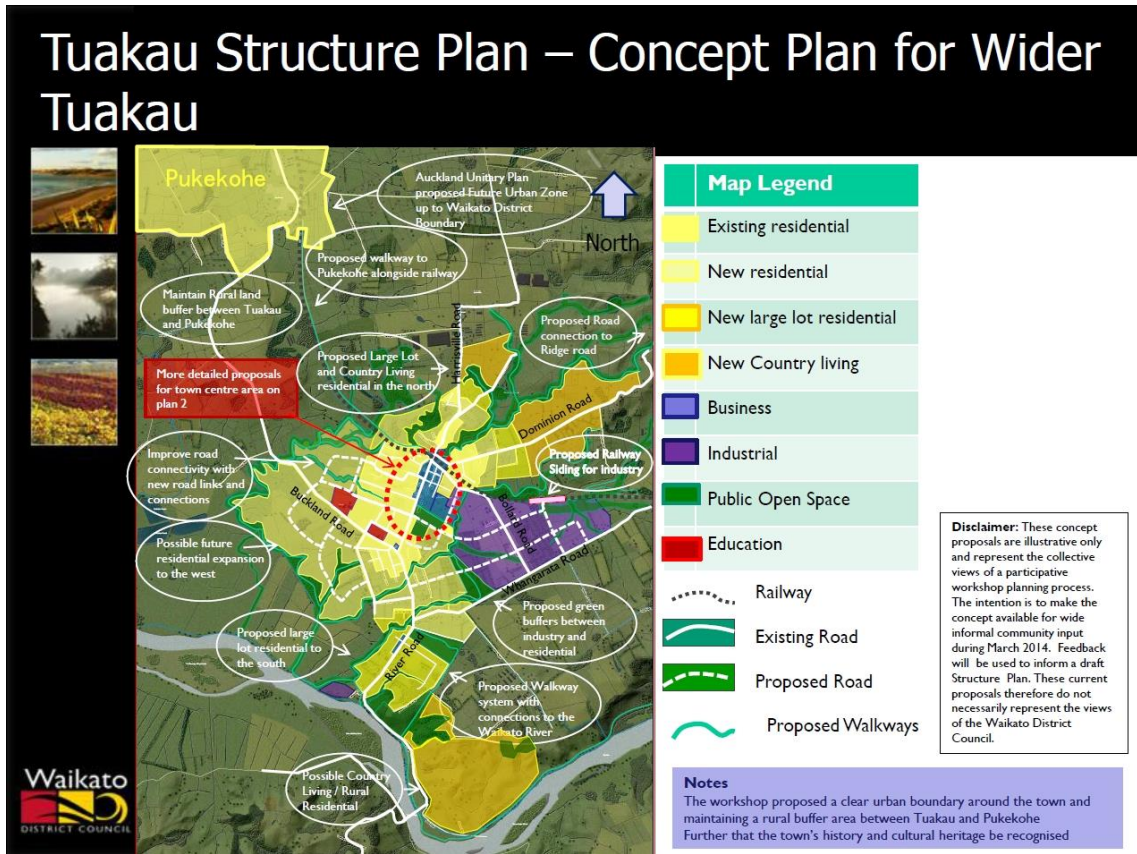 Tuakau Structure Plan – Concept Plan for Wider
Tuakau
Pukekohe
Auckland Unitary Plan
proposed Future Urban Zone
up to Waikato District
Boundary
North
Proposed walkway to
Pukekohe alongside railway
Maintain Rural land
buffer between Tuakau
and Pukekohe
Harrisville Road
Proposed Road
connection to
Ridge road
Proposed Large Lot
and Country Living
residential in the north
More detailed proposals
for town centre area on
plan 2
Dominion Road
Improve road
connectivity with
new road links and
connections
Proposed Railway
Siding for industry
Buckland Road
Bollard Road
Possible future
residential expansion
to the west
Whangarata Road
Proposed green
buffers between
industry and
residential
Proposed large
lot residential to
the south
River Road
Proposed Walkway
system with
connections to the
Waikato River
Possible Country
Living / Rural
Residential
Map Legend
Existing residential
New residential
New large lot residential
New Country living
Business
Industrial
Public Open Space
Education
Railway
Existing Road
Proposed Road
Proposed Walkways
Disclaimer: These concept
proposals are illustrative only
and represent the collective
views of a participative
workshop planning process.
The intention is to make the
concept available for wide
informal community input
during March 2014. Feedback
will be used to inform a draft
Structure Plan. These current
proposals therefore do not
necessarily represent the views
of the Waikato District
Council.
Notes
The workshop proposed a clear urban boundary around the town and
maintaining a rural buffer area between Tuakau and Pukekohe
Further that the town's history and cultural heritage be recognised
Waikato
DISTRICT COUNCIL